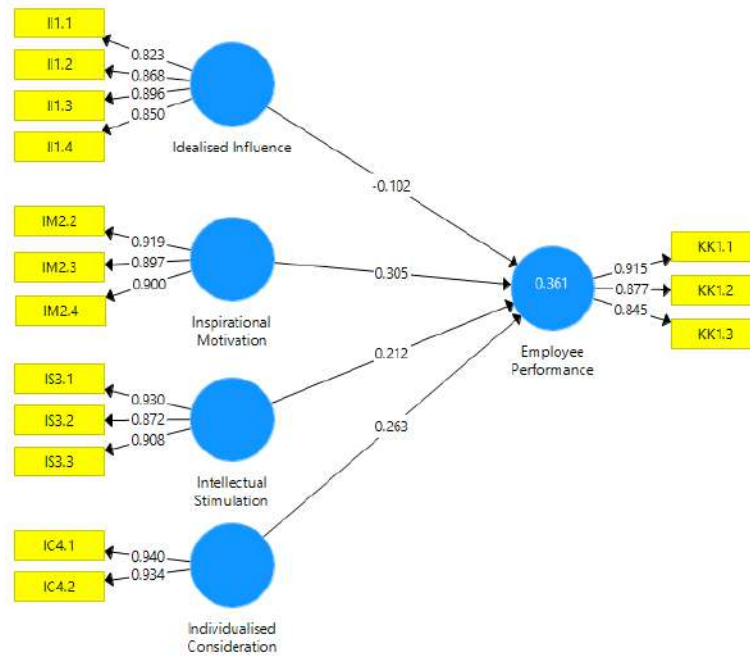 II1.1
0.823
II1.2
0.868
II1.3
0.896
II1.4
0.850
Idealised Influence
-0.102
IM2.2
0.919
IM2.3
0.897
IM2.4
0.900
Inspirational
Motivation
0.305
0.361
Employee
Performance
0.915
KK1.1
0.877
KK1.2
0.845
KK1.3
0.212
IS3.1
0.930
IS3.2
0.872
IS3.3
0.908
Intellectual
Stimulation
0.263
IC4.1
0.940
IC4.2
0.934
Individualised
Consideration